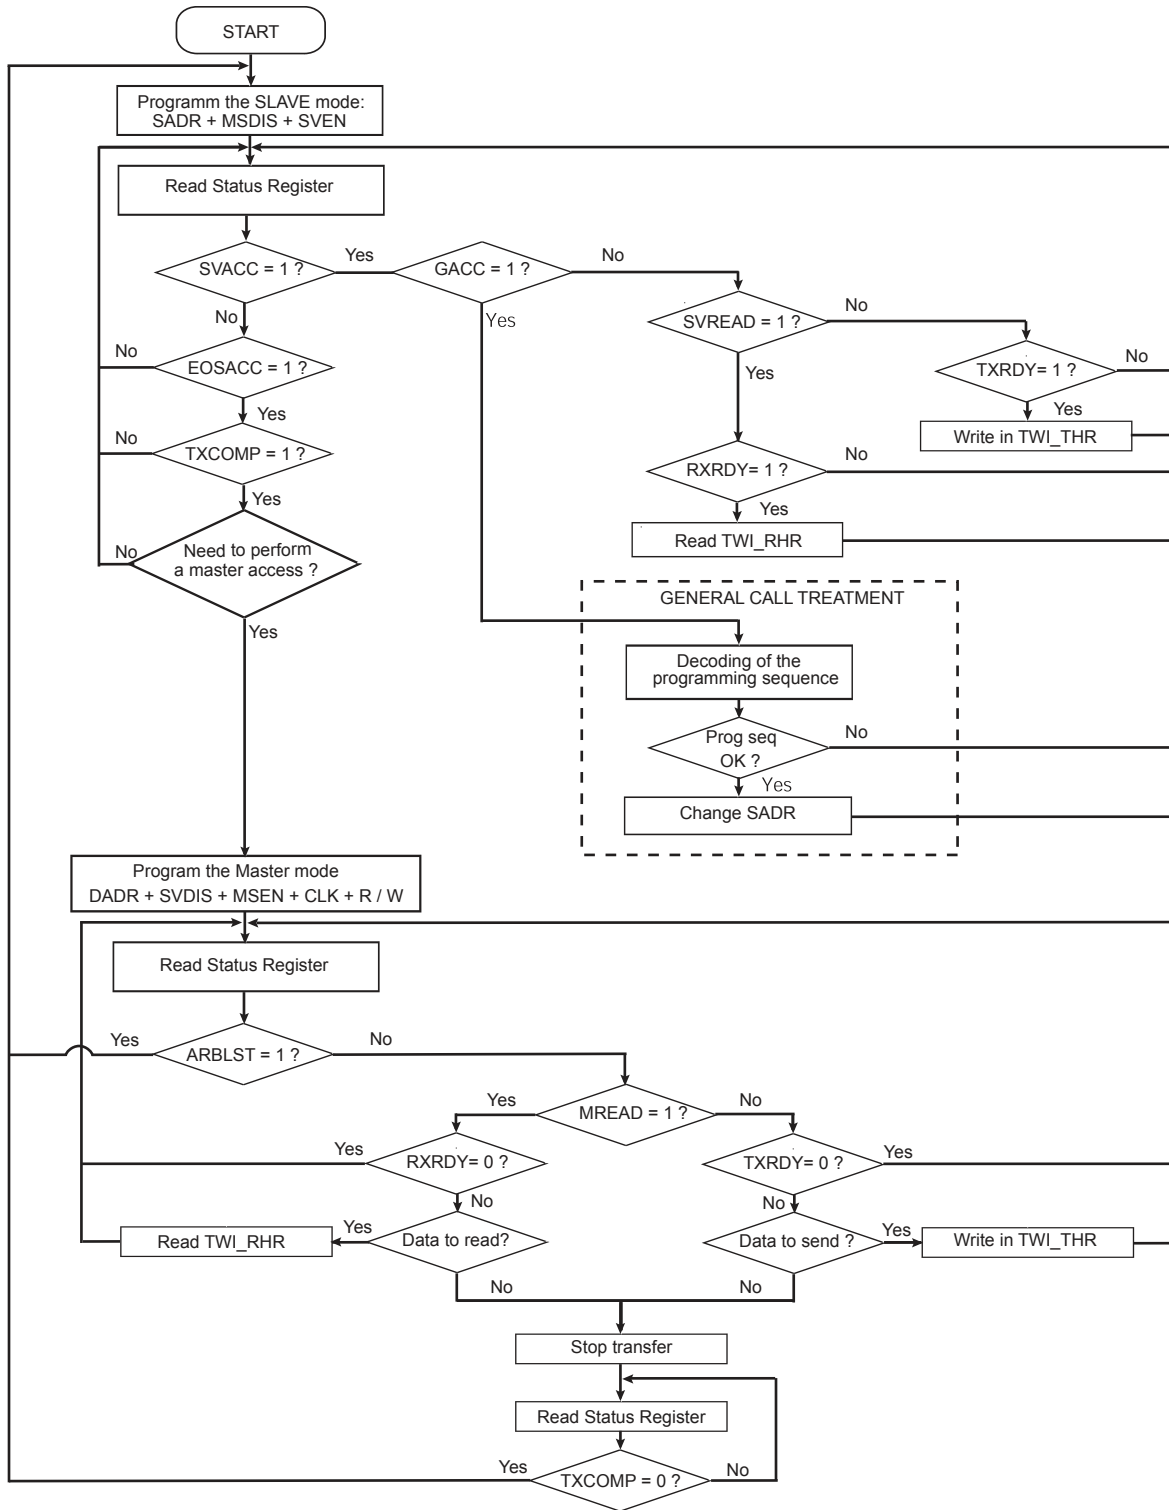 START
Programm the SLAVE mode:
SADR + MSDIS + SVEN
Read Status Register
SVACC = 1 ?
Yes
GACC = 1 ?
No
No
Yes
SVREAD = 1 ?
No
Yes
TXRDY= 1 ?
No
Yes
Write in TWI_THR
No
EOSACC = 1 ?
Yes
No
TXCOMP = 1 ?
Yes
RXRDY= 1 ?
No
Yes
Read TWI_RHR
No
Need to perform
a master access ?
Yes
GENERAL CALL TREATMENT
Decoding of the
programming sequence
Prog seq
OK ?
No
Yes
Change SADR
Program the Master mode
DADR + SVDIS + MSEN + CLK + R / W
Read Status Register
Yes
ARBLST = 1 ?
No
Yes
MREAD = 1 ?
No
Yes
RXRDY= 0 ?
No
TXRDY= 0 ?
Yes
No
Read TWI_RHR
Yes
Data to read?
No
Data to send ?
Yes
Write in TWI_THR
No
Stop transfer
Read Status Register
Yes
TXCOMP = 0 ?
No